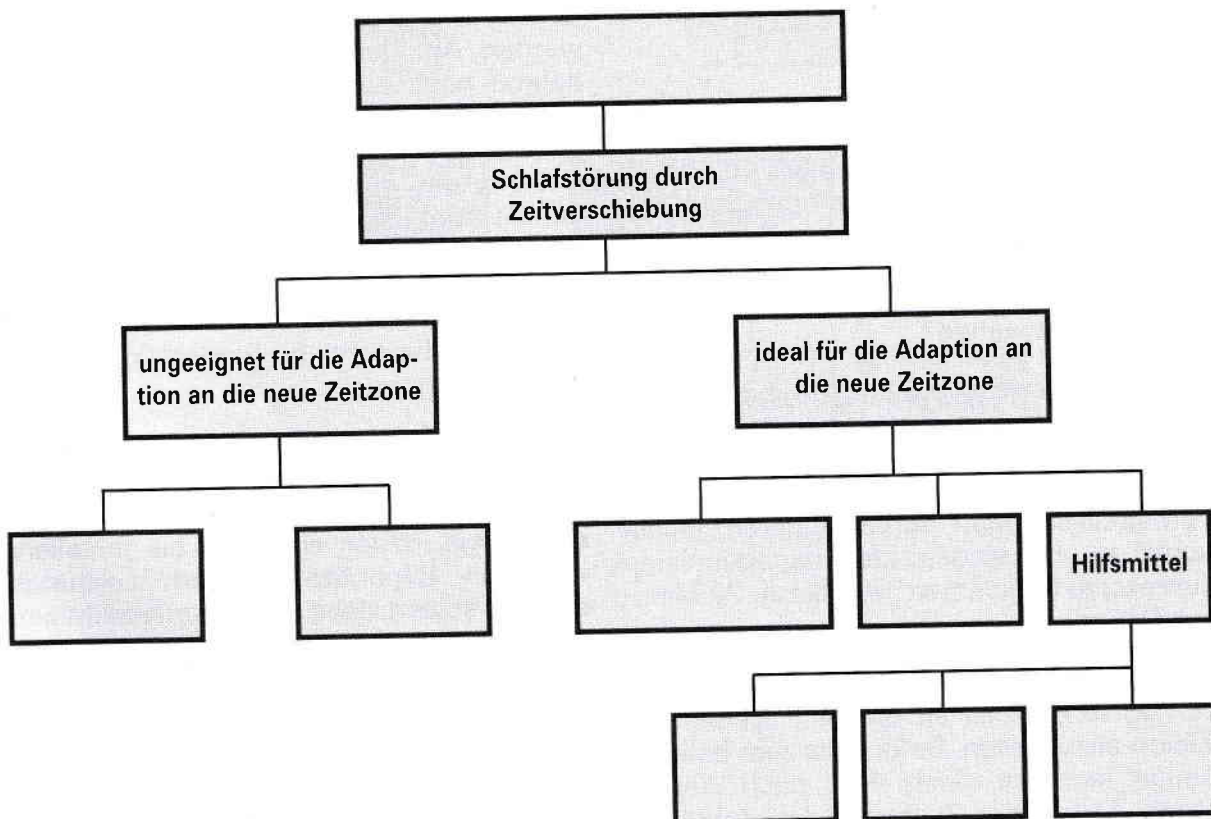 Schlafstörung durch
Zeitverschiebung
ungeeignet für die Adap-
tion an die neue Zeitzone
ideal für die Adaption an
die neue Zeitzone
Hilfsmittel